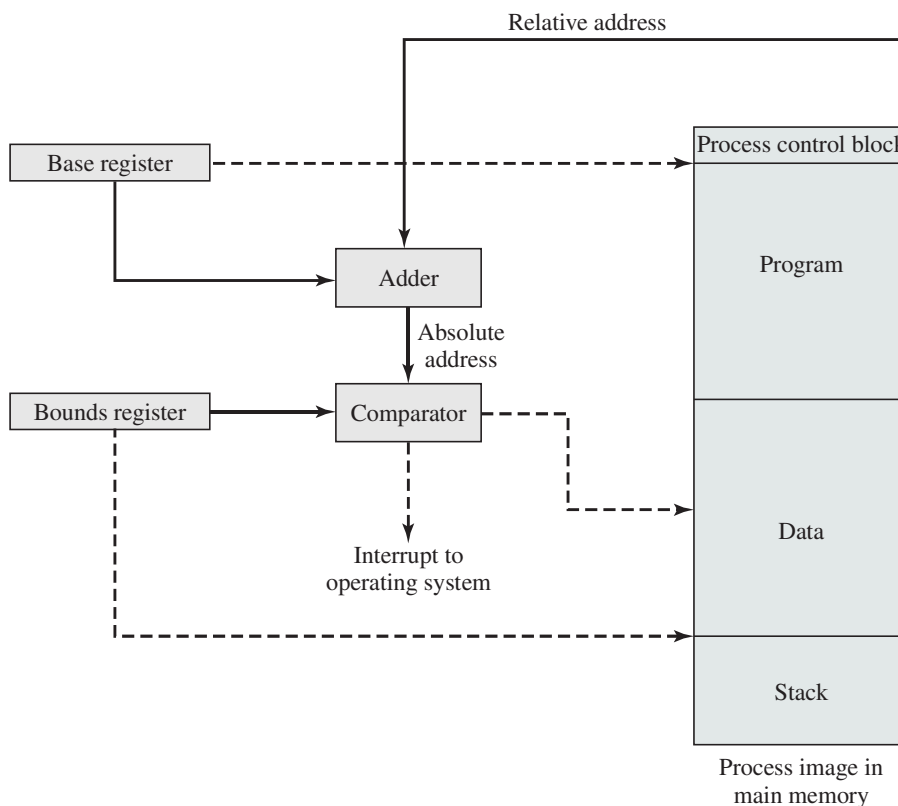 Relative address
Process control block
Base register
Program
Adder
Absolute
address
Bounds register
Comparator
Data
Interrupt to
operating system
Stack
Process image in
main memory